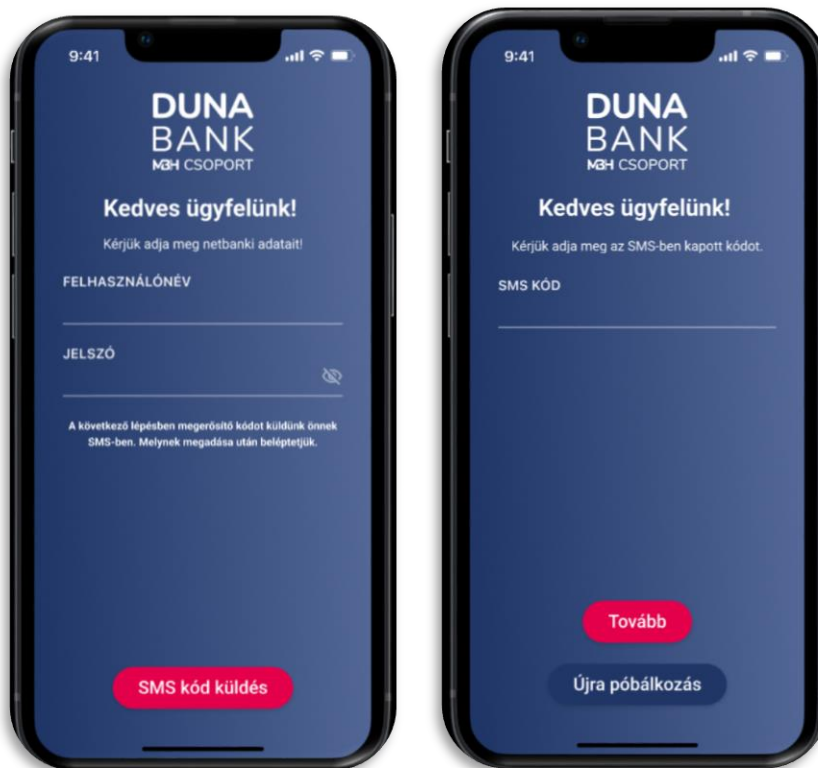 9:41
DUNA
BANK
MBH CSOPORT
Kedves ügyfelünk!
Kérjük adja meg netbanki adatait!
FELHASZNÁLÓNÉV
JELSZÓ
A következő lépésben megerősítő kódot küldünk önnek
SMS-ben. Melynek megadása után beléptetjük.
SMS kód küldés
9:41
DUNA
BANK
MBH CSOPORT
Kedves ügyfelünk!
Kérjük adja meg az SMS-ben kapott kódot.
SMS KÓD
Tovább
Újra póbálkozás